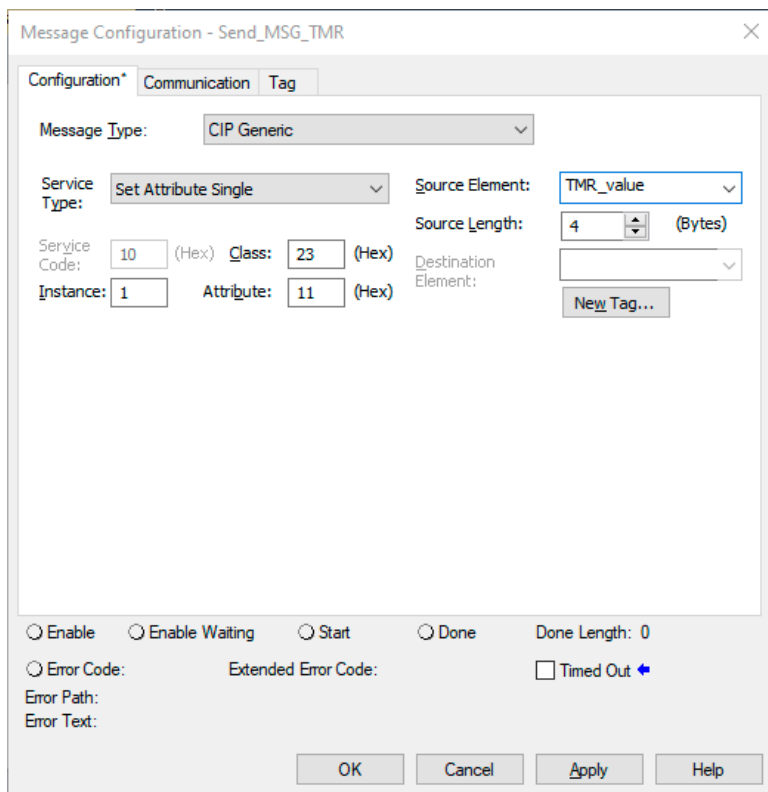 Message Configuration - Send_MSG_TMR
Configuration* Communication Tag
Message Type: CIP Generic
Service Type: Set Attribute Single
Source Element: TMR_value
Source Length: 4 (Bytes)
Service Code: 10 (Hex) Class: 23 (Hex)
Destination Element:
Instance: 1 Attribute: 11 (Hex)
New Tag...
Enable Enable Waiting Start Done Done Length: 0
Error Code: Extended Error Code: Timed Out
Error Path:
Error Text:
OK Cancel Apply Help